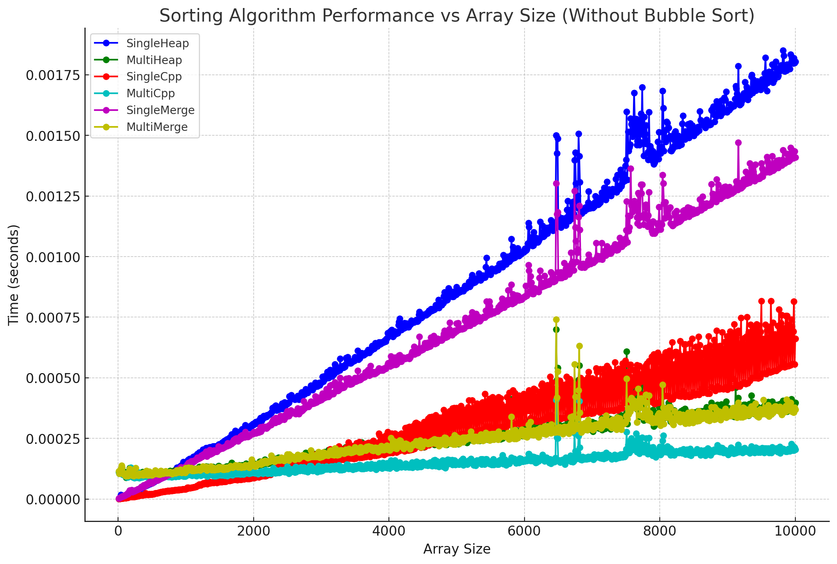 Sorting Algorithm Performance vs Array Size (Without Bubble Sort)
SingleHeap
MultiHeap
SingleCpp
MultiCpp
SingleMerge
MultiMerge
0.00175
0.00150
0.00125
0.00100
0.00075
0.00050
0.00025
0.00000
Time (seconds)
0
2000
4000
6000
8000
10000
Array Size